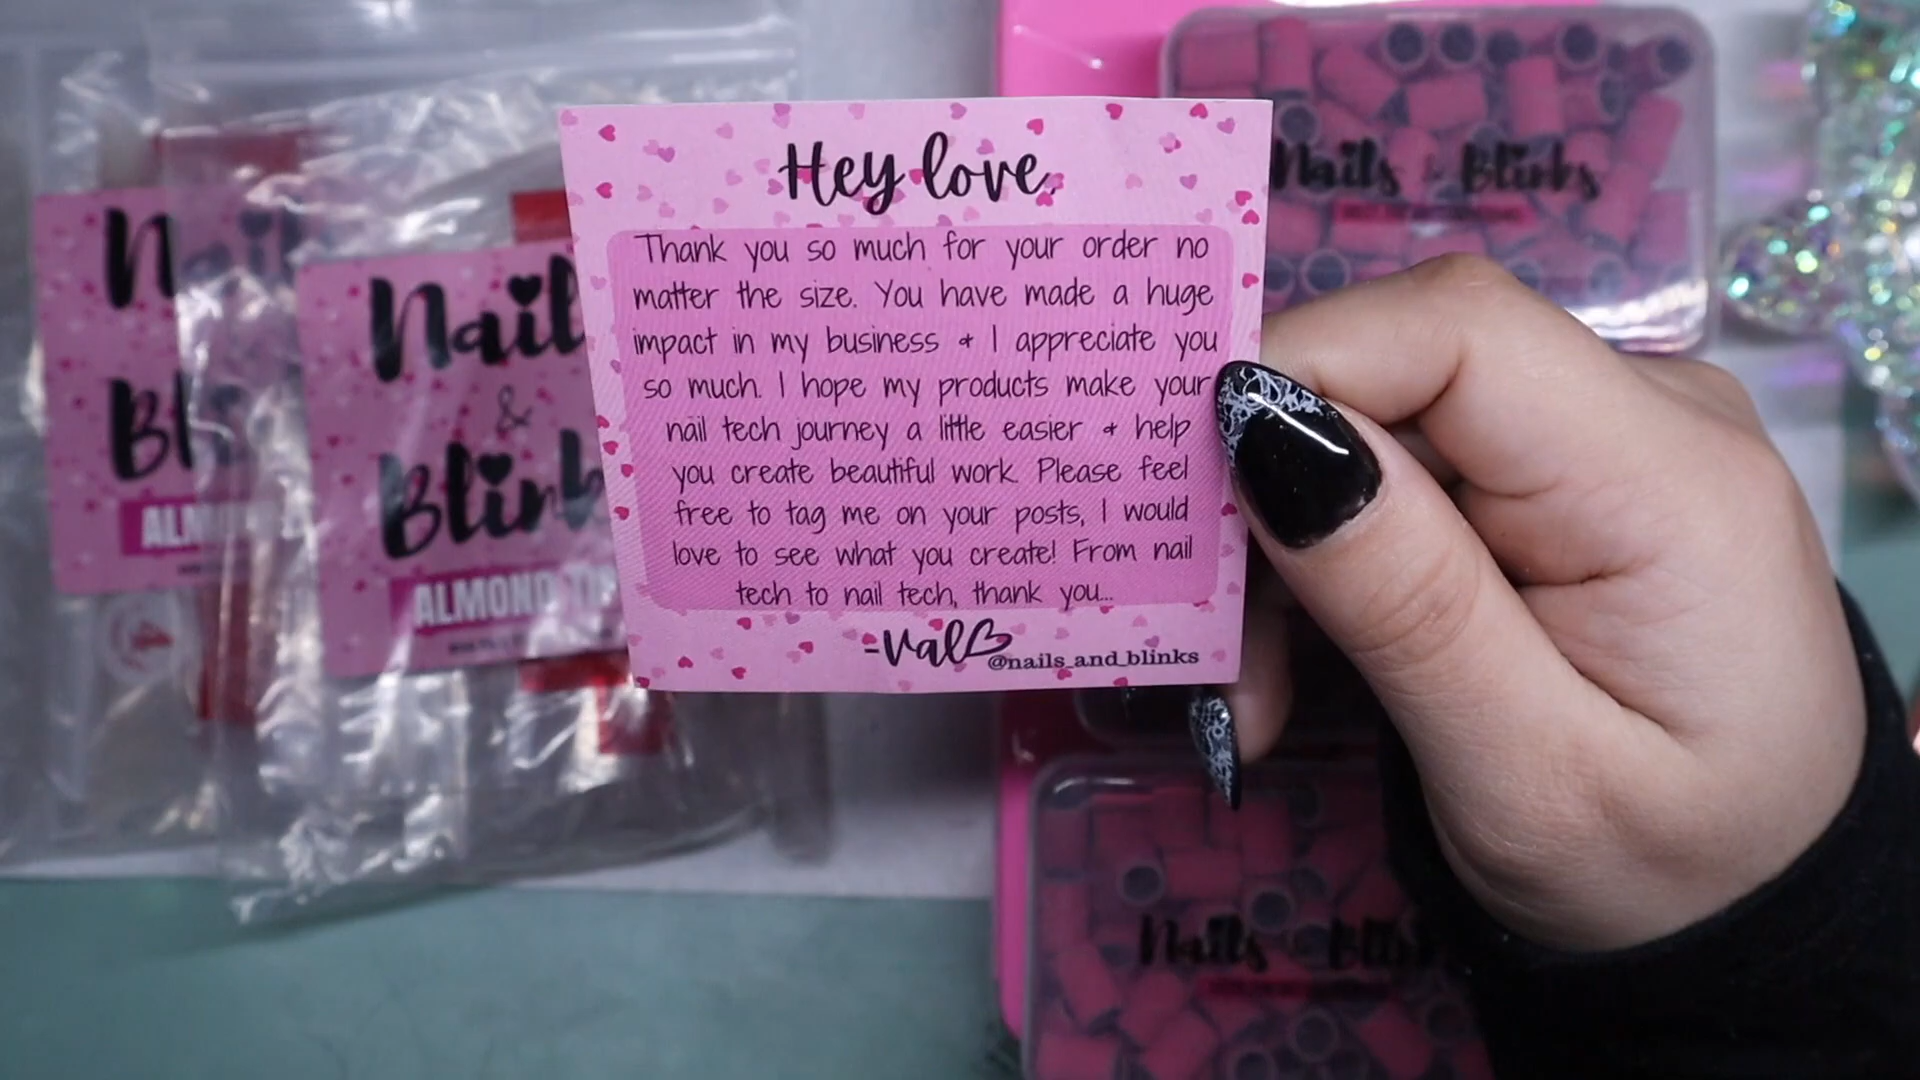 Hey love,
Thank you so much for your order no
matter the size. You have made a huge
impact in my business & I appreciate you
so much. I hope my products make your
nail tech journey a little easier & help
you create beautiful work. Please feel
free to tag me on your posts, I would
love to see what you create! From nail
tech to nail tech, thank you...
-Val
@nails_and_blinks
Nails & Blinks
Nail
&
Blink
ALMOND
Nails